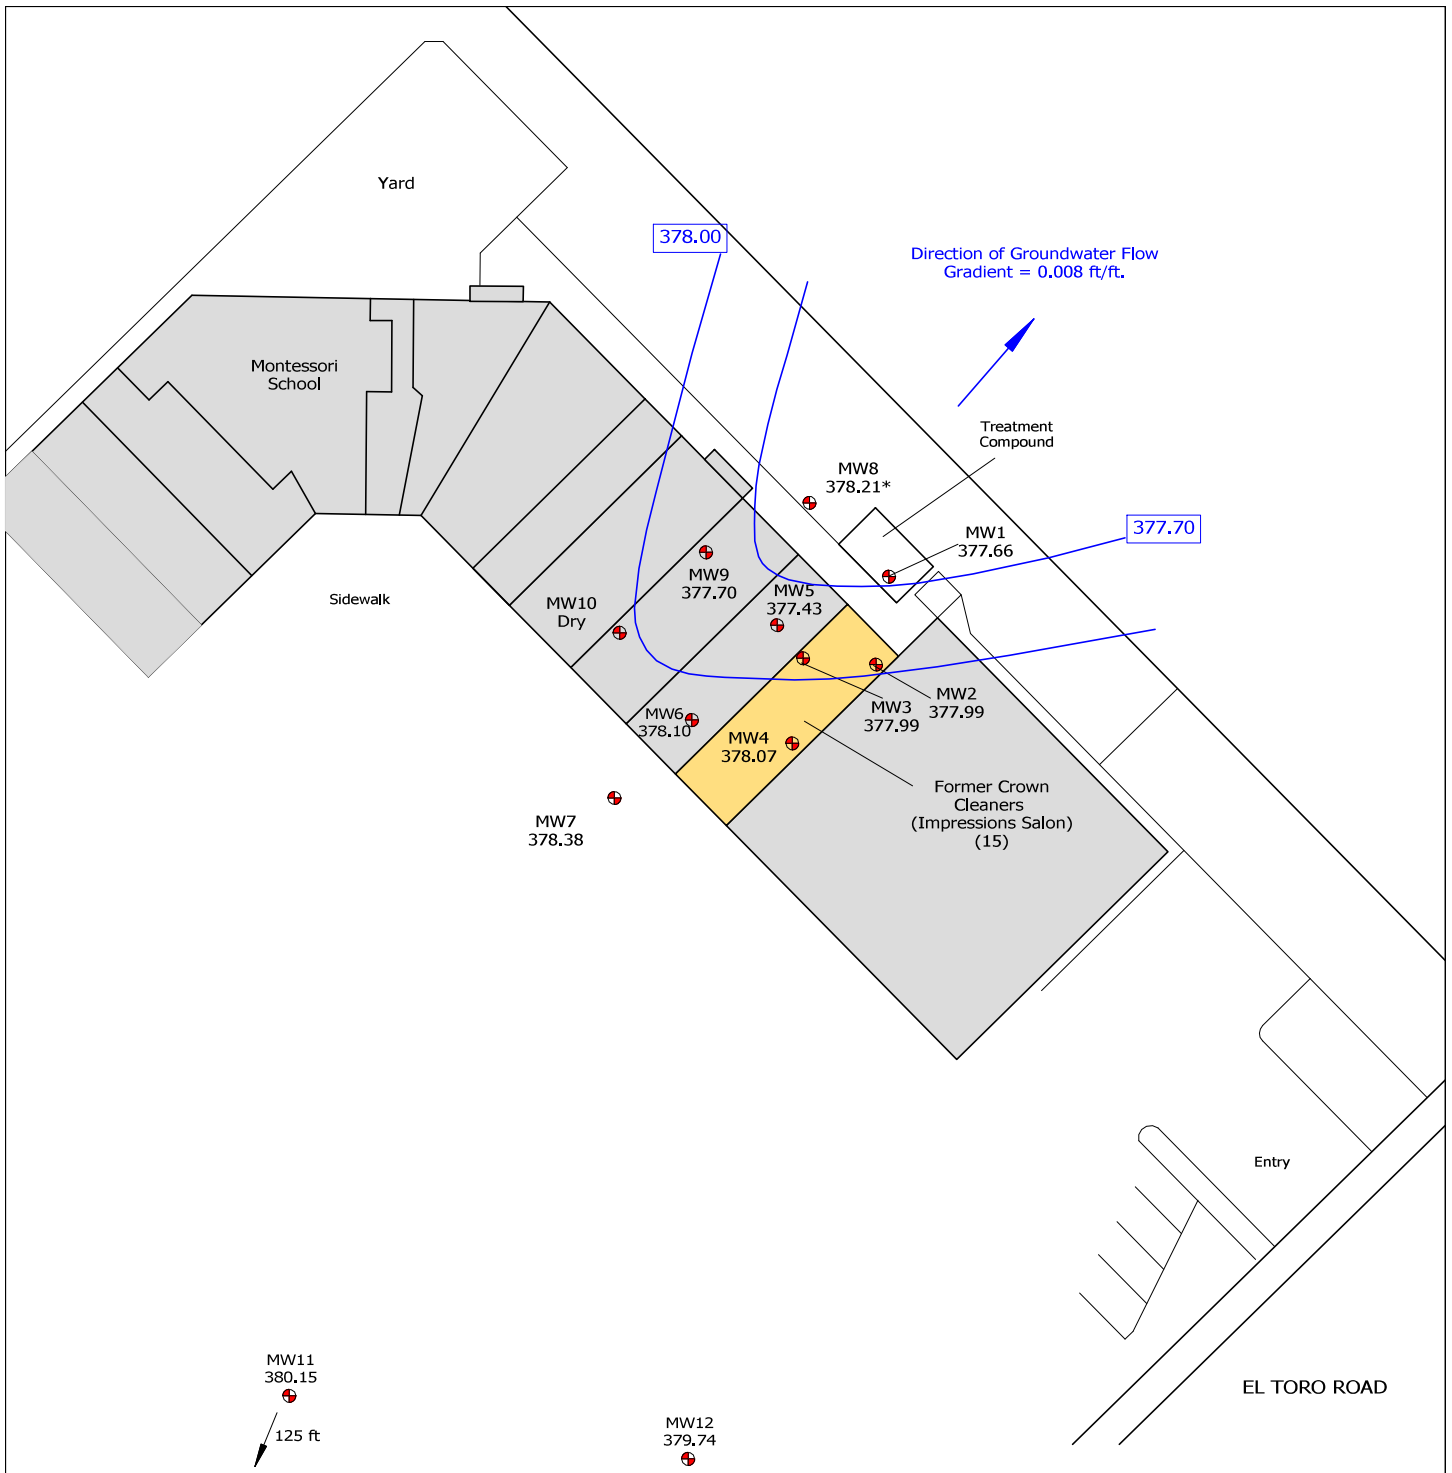 Yard
378.00
Direction of Groundwater Flow
Gradient = 0.008 ft/ft.
Montessori
School
Treatment
Compound
MW8
378.21*
377.70
MW1
377.66
MW9
377.70
MW5
377.43
Sidewalk
MW10
Dry
MW2
377.99
MW3
377.99
MW6
378.10
MW4
378.07
Former Crown
Cleaners
(Impressions Salon)
(15)
MW7
378.38
Entry
MW11
380.15
125 ft
EL TORO ROAD
MW12
379.74